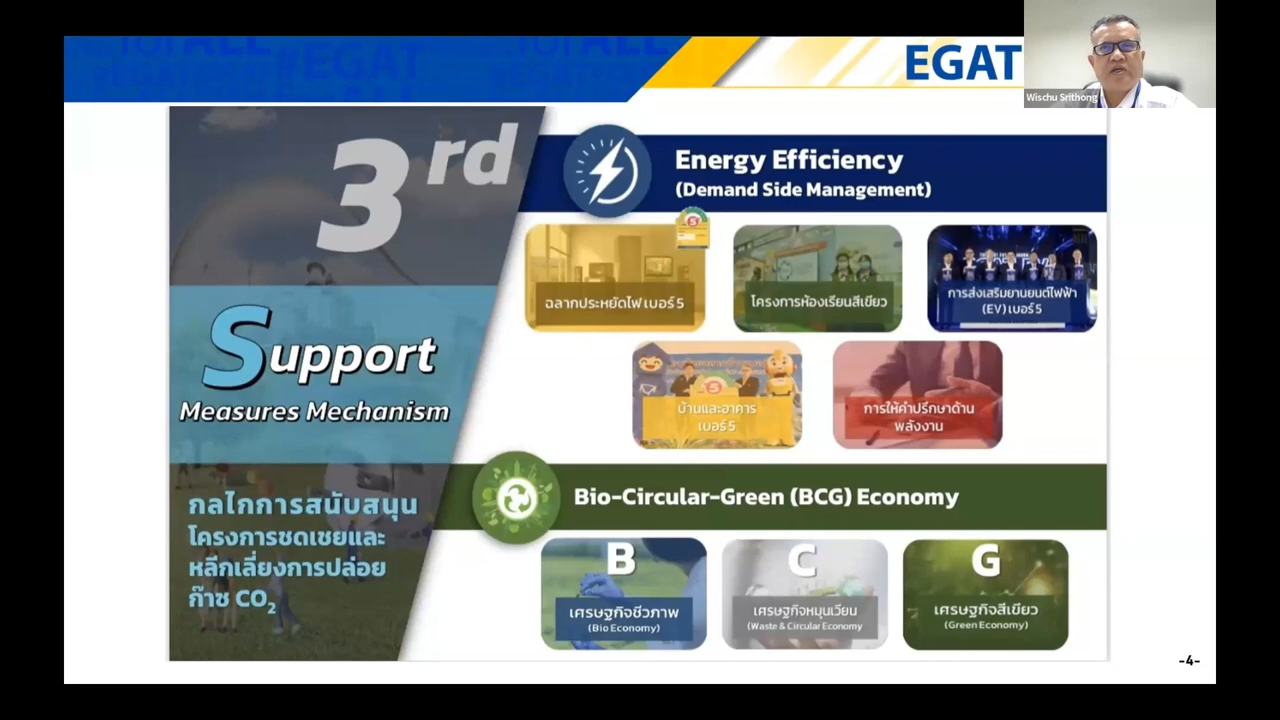 for ALL
EGAT
Wischu Srithong
3rd
Energy Efficiency
(Demand Side Management)
5
ฉลากประหยัดไฟ เบอร์ 5
โครงการห้องเรียนสีเขียว
การส่งเสริมยานยนต์ไฟฟ้า
(EV) เบอร์ 5
Support
Measures Mechanism
5
บ้านและอาคาร
เบอร์ 5
การให้คำปรึกษาด้าน
พลังงาน
กลไกการสนับสนุน
โครงการชดเชยและ
หลีกเลี่ยงการปล่อย
ก๊าซ CO2
Bio-Circular-Green (BCG) Economy
B
เศรษฐกิจชีวภาพ
(Bio Economy)
C
เศรษฐกิจหมุนเวียน
(Waste & Circular Economy
G
เศรษฐกิจสีเขียว
(Green Economy)
-4-